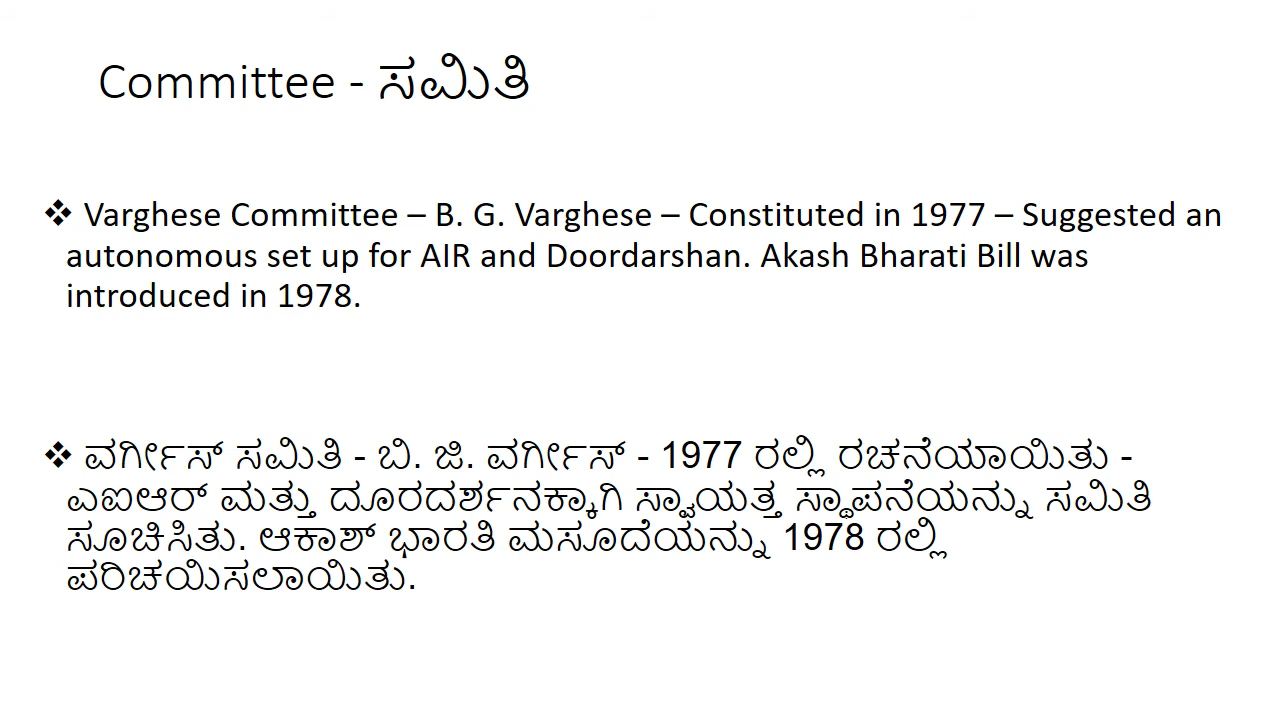 Committee - ಸಮಿತಿ
❖ Varghese Committee – B. G. Varghese – Constituted in 1977 – Suggested an
autonomous set up for AIR and Doordarshan. Akash Bharati Bill was
introduced in 1978.
❖ ವರ್ಗೀಸ್ ಸಮಿತಿ - ಬಿ. ಜಿ. ವರ್ಗೀಸ್ - 1977 ರಲ್ಲಿ ರಚನೆಯಾಯಿತು -
ಎಐಆರ್ ಮತ್ತು ದೂರದರ್ಶನಕ್ಕಾಗಿ ಸ್ವಾಯತ್ತ ಸ್ಥಾಪನೆಯನ್ನು ಸಮಿತಿ
ಸೂಚಿಸಿತು. ಆಕಾಶ್ ಭಾರತಿ ಮಸೂದೆಯನ್ನು 1978 ರಲ್ಲಿ
ಪರಿಚಯಿಸಲಾಯಿತು.